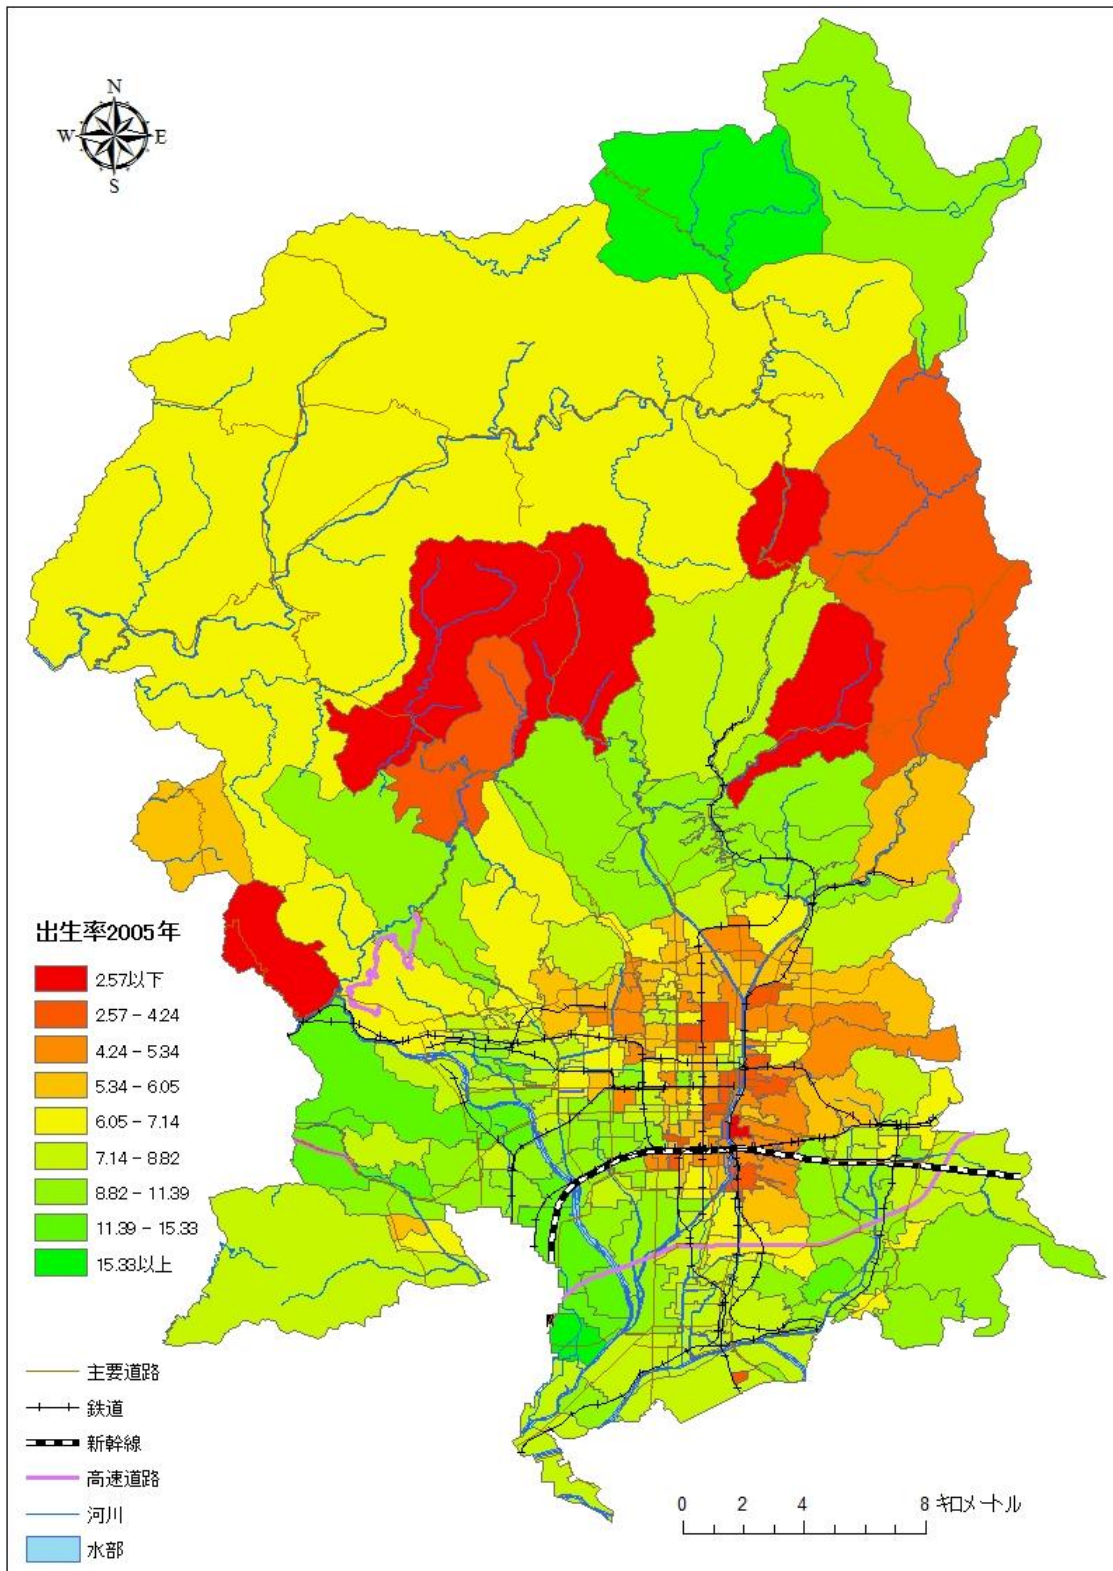 N
W
E
S
出生率2005年
2.57以下
2.57 - 4.24
4.24 - 5.34
5.34 - 6.05
6.05 - 7.14
7.14 - 8.82
8.82 - 11.39
11.39 - 15.33
15.33以上
主要道路
鉄道
新幹線
高速道路
河川
水部
0 2 4 8 キロメートル